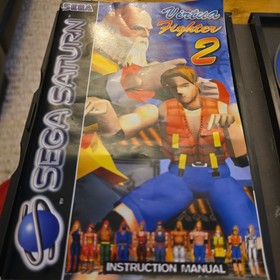 SEGA
SEGA SATURN
Virtua
Fighter
2
INSTRUCTION MANUAL